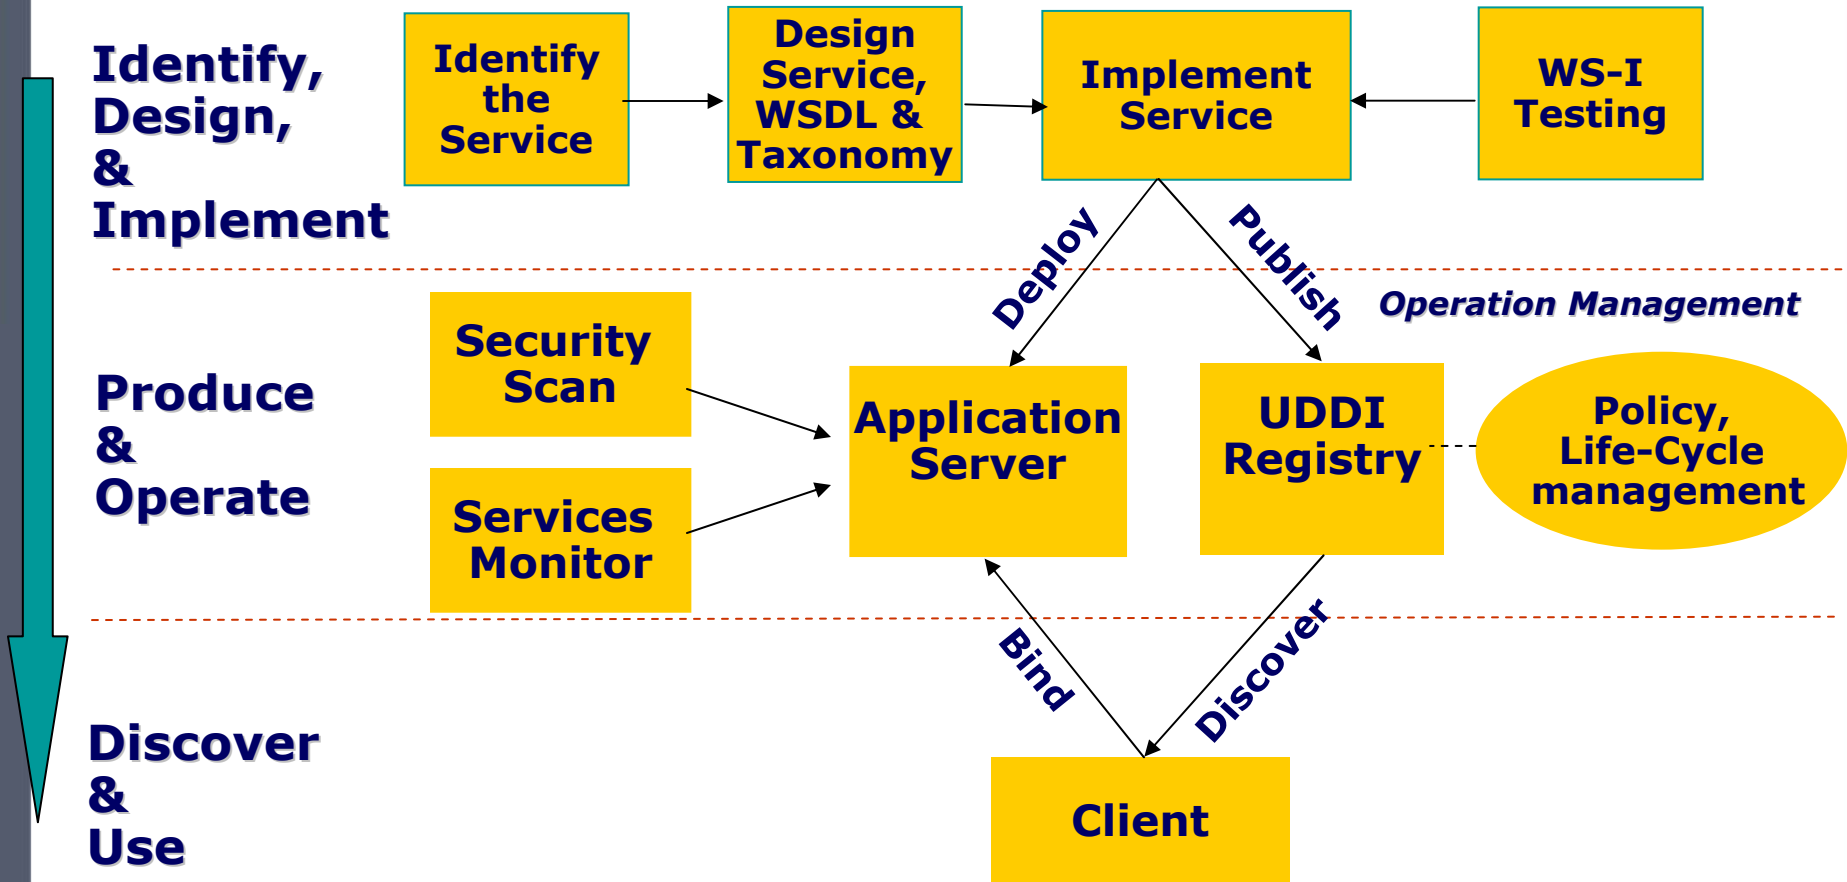 Identify,
Design,
&
Implement
Identify
the
Service
Design
Service,
WSDL &
Taxonomy
Implement
Service
WS-I
Testing
Deploy
Publish
Operation Management
Produce
&
Operate
Security
Scan
Services
Monitor
Application
Server
UDDI
Registry
Policy,
Life-Cycle
management
Bind
Discover
Discover
&
Use
Client